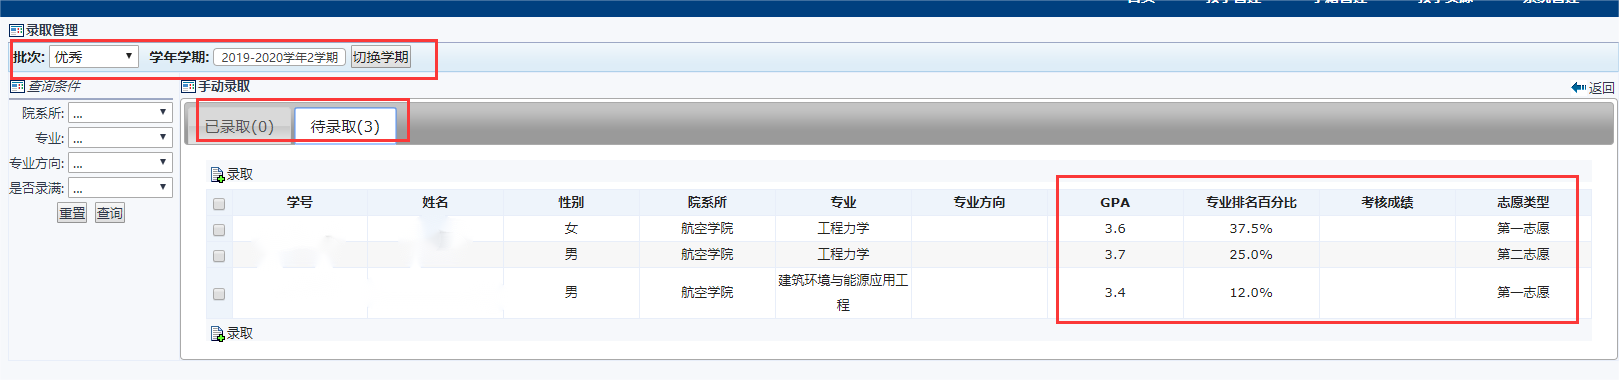 录取管理
批次: 优秀 学年学期: 2019-2020学年2学期 切换学期
查询条件
院系所: ...
专业: ...
专业方向: ...
是否录满: ...
重置 查询
手动录取
返回
已录取(0) 待录取(3)
录取
学号 姓名 性别 院系所 专业 专业方向 GPA 专业排名百分比 考核成绩 志愿类型
女 航空学院 工程力学 3.6 37.5% 第一志愿
男 航空学院 工程力学 3.7 25.0% 第二志愿
男 航空学院 建筑环境与能源应用工
程 3.4 12.0% 第一志愿
录取